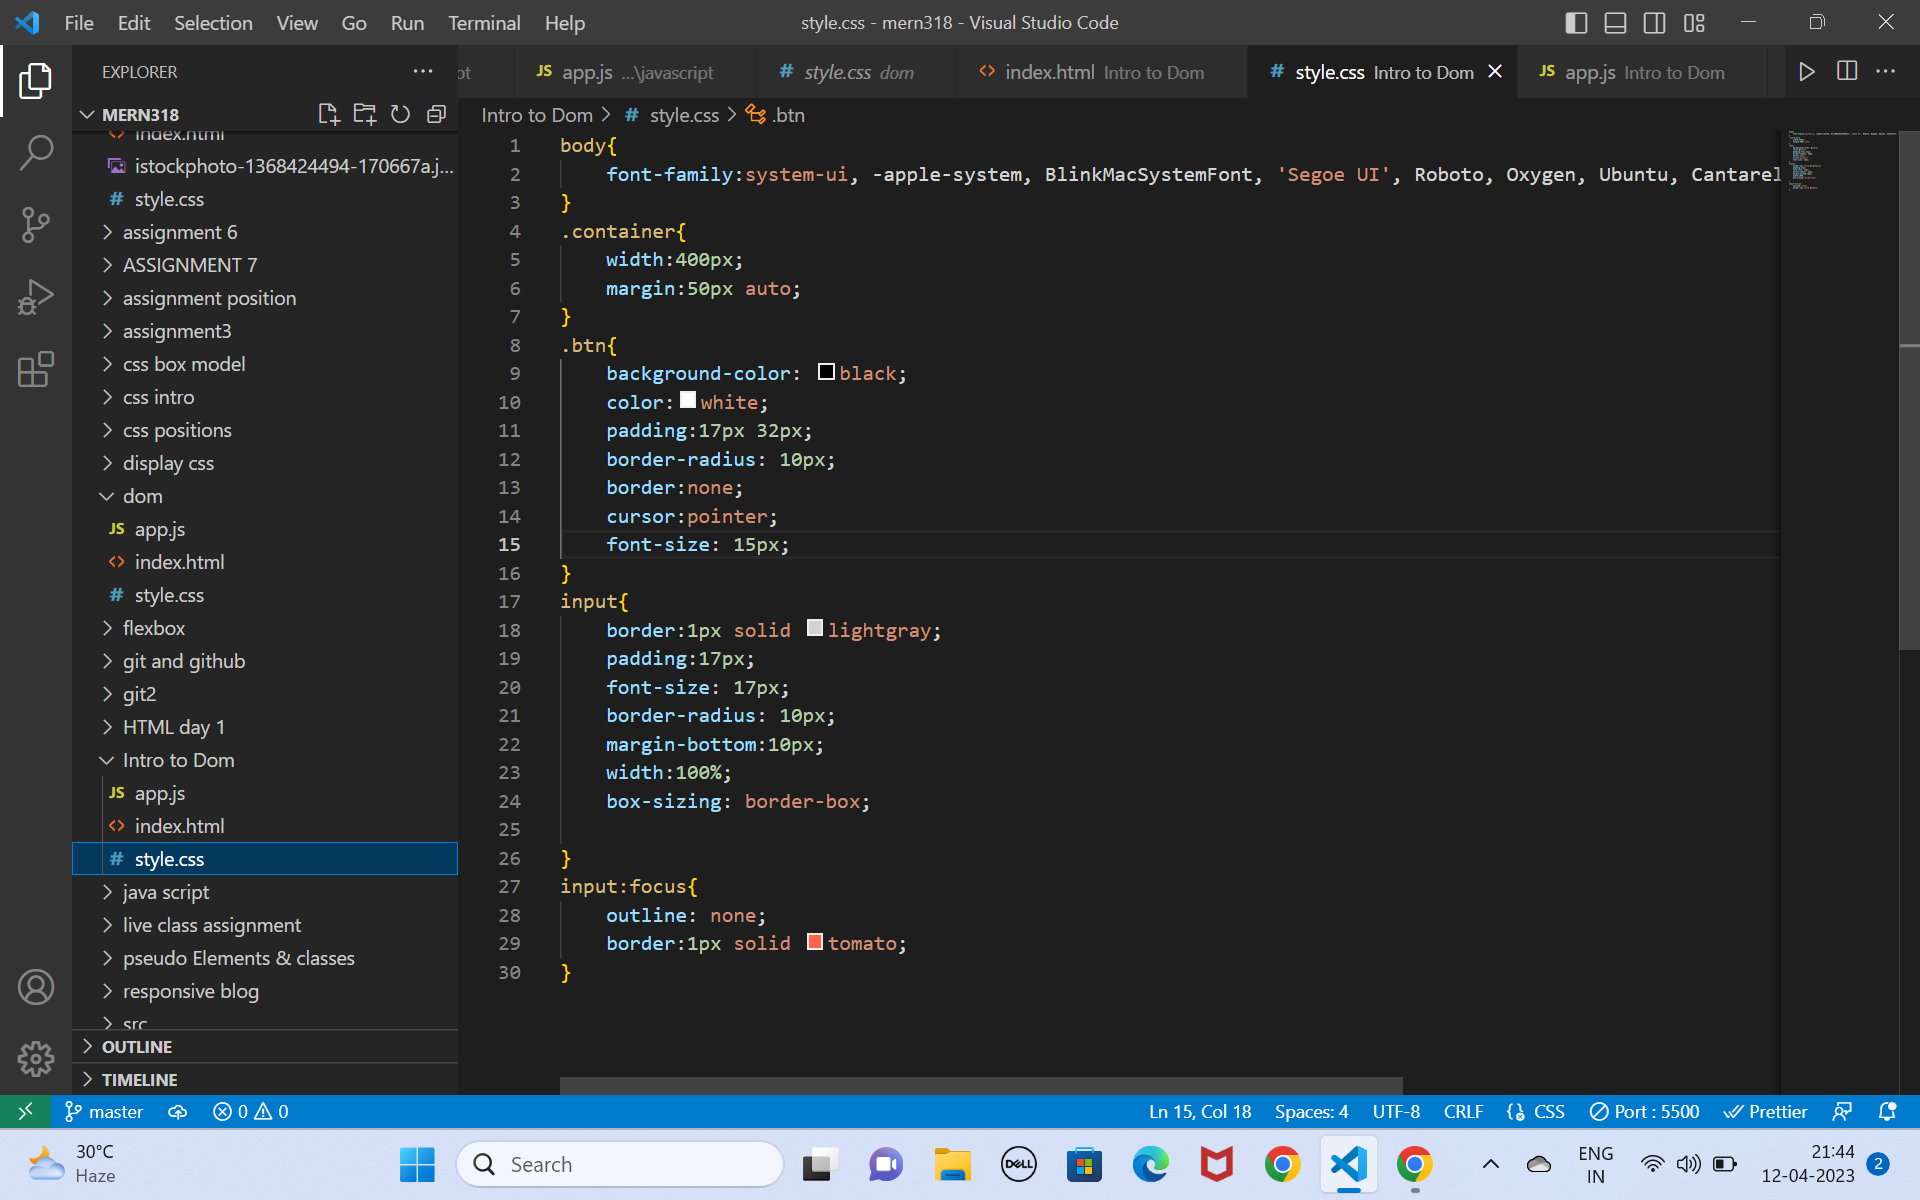 File Edit Selection View Go Run Terminal Help
style.css - mern318 - Visual Studio Code
EXPLORER
pt
JS app.js ...\javascript
# style.css dom
<> index.html Intro to Dom
# style.css Intro to Dom
JS app.js Intro to Dom
MERN318
Intro to Dom > # style.css > .btn
index.html
istockphoto-1368424494-170667a.j...
# style.css
assignment 6
ASSIGNMENT 7
assignment position
assignment3
css box model
css intro
css positions
display css
dom
JS app.js
<> index.html
# style.css
flexbox
git and github
git2
HTML day 1
Intro to Dom
JS app.js
<> index.html
# style.css
java script
live class assignment
pseudo Elements & classes
responsive blog
src
OUTLINE
TIMELINE
1 body{
2 font-family:system-ui, -apple-system, BlinkMacSystemFont, 'Segoe UI', Roboto, Oxygen, Ubuntu, Cantarel
3 }
4 .container{
5 width:400px;
6 margin:50px auto;
7 }
8 .btn{
9 background-color: black;
10 color: white;
11 padding:17px 32px;
12 border-radius: 10px;
13 border:none;
14 cursor:pointer;
15 font-size: 15px;
16 }
17 input{
18 border:1px solid lightgray;
19 padding:17px;
20 font-size: 17px;
21 border-radius: 10px;
22 margin-bottom:10px;
23 width:100%;
24 box-sizing: border-box;
25
26 }
27 input:focus{
28 outline: none;
29 border:1px solid tomato;
30 }
master 0 0
Ln 15, Col 18 Spaces: 4 UTF-8 CRLF CSS Port : 5500 Prettier
30°C
Haze
Search
DELL
ENG
IN
21:44
12-04-2023
2